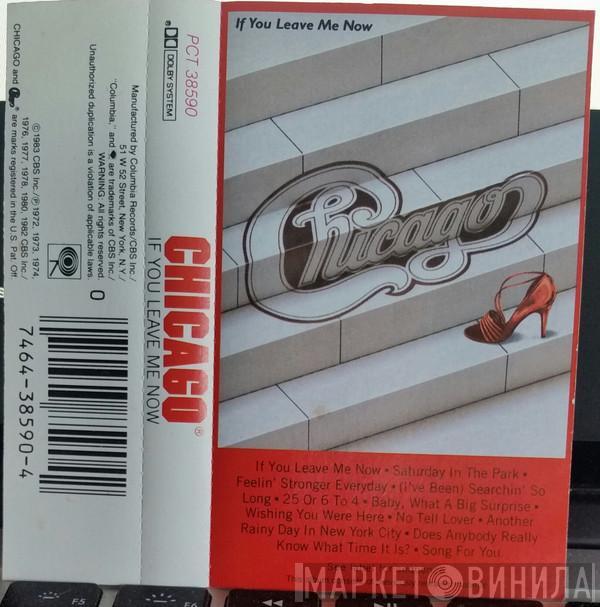 If You Leave Me Now
Chicago
If You Leave Me Now • Saturday In The Park •
Feelin' Stronger Everyday • (I've Been) Searchin' So
Long • 25 Or 6 To 4 • Baby, What A Big Surprise •
Wishing You Were Here • No Tell Lover • Another
Rainy Day In New York City • Does Anybody Really
Know What Time It Is? • Song For You
CHICAGO®
IF YOU LEAVE ME NOW
PCT 38590
DOLBY SYSTEM
Manufactured by Columbia Records/CBS Inc./
51 W 52 Street, New York, N.Y./
"Columbia," and are trademarks of CBS Inc./
WARNING: All rights reserved.
Unauthorized duplication is a violation of applicable laws.
0
7464-38590-4
©1983 CBS Inc./℗1972, 1973, 1974,
1976, 1977, 1978, 1980, 1982 CBS Inc./
CHICAGO and ® are marks registered in the U.S. Pat. Off.
F5
F6
МАРКЕТ ВИНИЛА